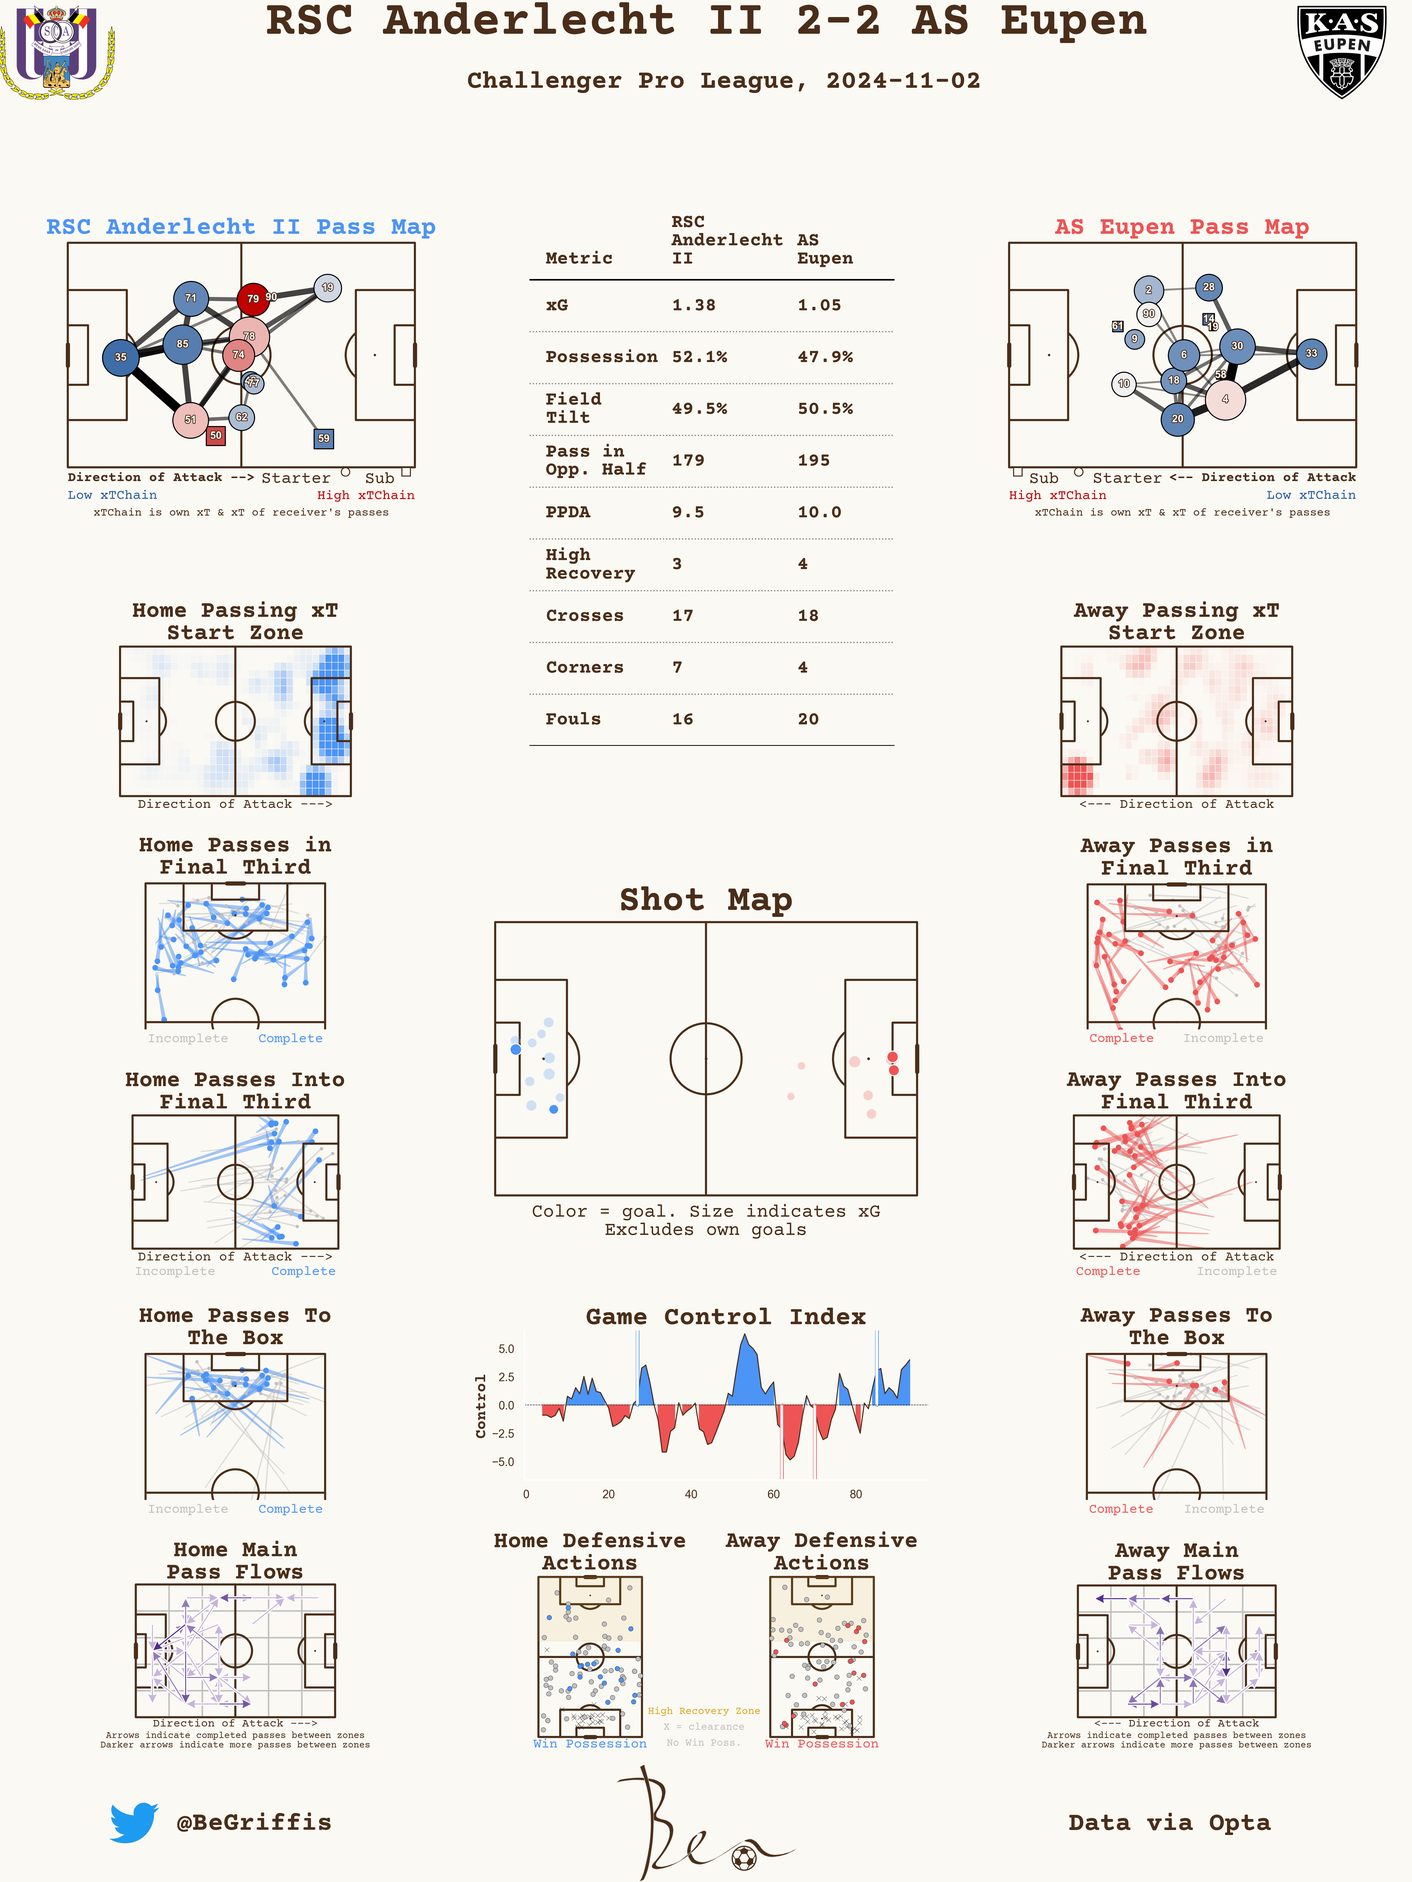 RSC Anderlecht II 2-2 AS Eupen
Challenger Pro League, 2024-11-02
K·A·S
EUPEN
RSC Anderlecht II Pass Map
71
79
90
19
35
85
78
74
77
51
50
62
59
Direction of Attack --> Starter Sub
Low xTChain High xTChain
xTChain is own xT & xT of receiver's passes
Metric RSC Anderlecht II AS Eupen
xG 1.38 1.05
Possession 52.1% 47.9%
Field Tilt 49.5% 50.5%
Pass in Opp. Half 179 195
PPDA 9.5 10.0
High Recovery 3 4
Crosses 17 18
Corners 7 4
Fouls 16 20
AS Eupen Pass Map
2
28
90
14
19
61
9
30
6
33
18
58
10
4
20
Sub Starter <-- Direction of Attack
High xTChain Low xTChain
xTChain is own xT & xT of receiver's passes
Home Passing xT
Start Zone
Direction of Attack --->
Away Passing xT
Start Zone
<--- Direction of Attack
Home Passes in
Final Third
Incomplete Complete
Away Passes in
Final Third
Complete Incomplete
Shot Map
Color = goal. Size indicates xG
Excludes own goals
Home Passes Into
Final Third
Direction of Attack --->
Incomplete Complete
Away Passes Into
Final Third
<--- Direction of Attack
Complete Incomplete
Home Passes To
The Box
Incomplete Complete
Game Control Index
Control
5.0
2.5
0.0
−2.5
−5.0
0 20 40 60 80
Away Passes To
The Box
Complete Incomplete
Home Main
Pass Flows
Direction of Attack --->
Arrows indicate completed passes between zones
Darker arrows indicate more passes between zones
Home Defensive
Actions
Win Possession
Away Defensive
Actions
Win Possession
High Recovery Zone
X = clearance
No Win Poss.
Away Main
Pass Flows
<--- Direction of Attack
Arrows indicate completed passes between zones
Darker arrows indicate more passes between zones
@BeGriffis
Ben
Data via Opta